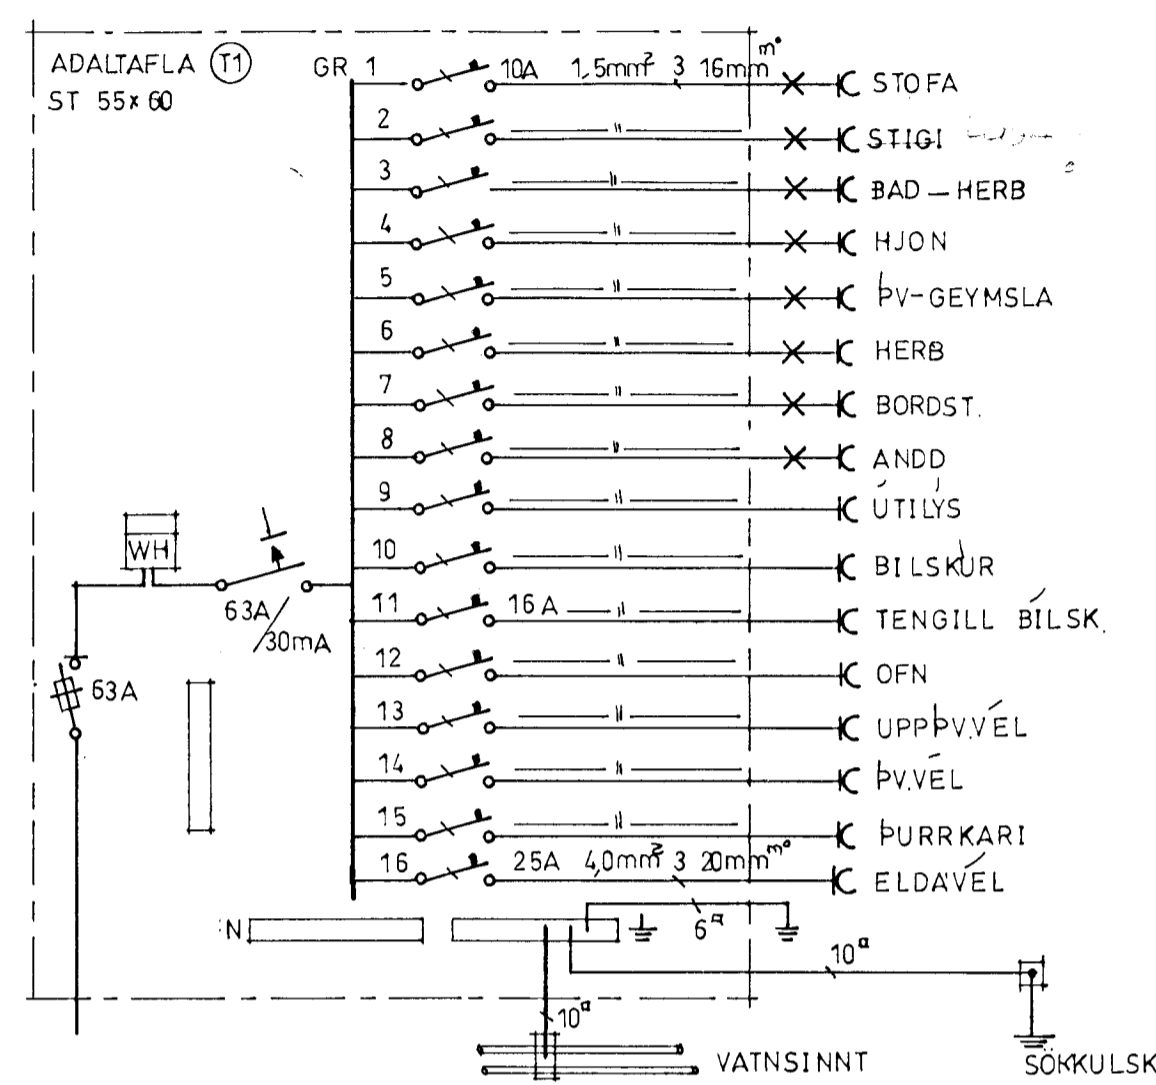 ADALTAFLA T1
ST 55x60
GR 1 10A 1,5mm² 3 16mm m° STOFA
2 " STIGI
3 " BAD-HERB
4 " HJON
5 " ÞV-GEYMSLA
6 " HERB
7 " BORDST.
8 " ANDD
9 " ÚTILÝS
10 " BILSKÚR
11 16A " TENGILL BÍLSK.
12 " OFN
13 " UPPÞV.VÉL
14 " ÞV.VÉL
15 " ÞURRKARI
16 25A 4,0mm² 3 20mm m° ELDAVÉL
WH
63A/30mA
63A
N 6□
10□
10□
VATNSINNT
SÖKKULSK